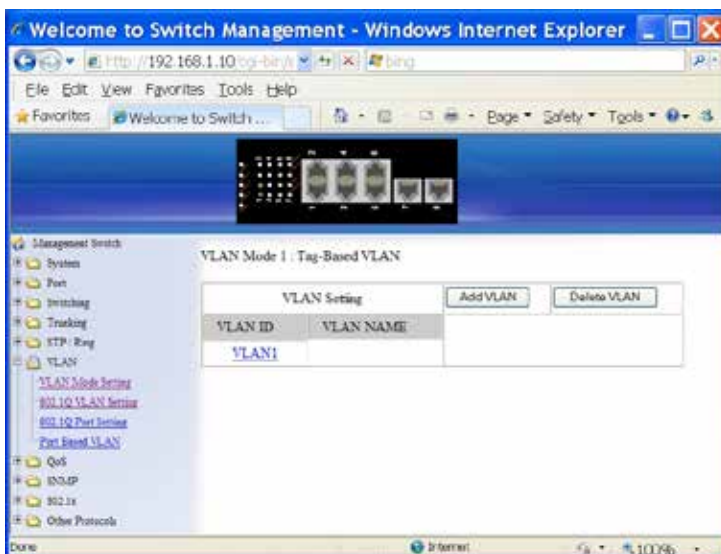 Welcome to Switch Management - Windows Internet Explorer
http://192.168.1.10/cgi-bin/
bing
File Edit View Favorites Tools Help
Favorites
Welcome to Switch ...
Page Safety Tools
Management Switch
System
Port
Switching
Trunking
STP / Ring
VLAN
VLAN Mode Setting
802.1Q VLAN Setting
802.1Q Port Setting
Port Based VLAN
QoS
SNMP
802.1x
Other Protocols
VLAN Mode 1 : Tag-Based VLAN
VLAN Setting
Add VLAN
Delete VLAN
VLAN ID VLAN NAME
VLAN1
Done
Internet
100%